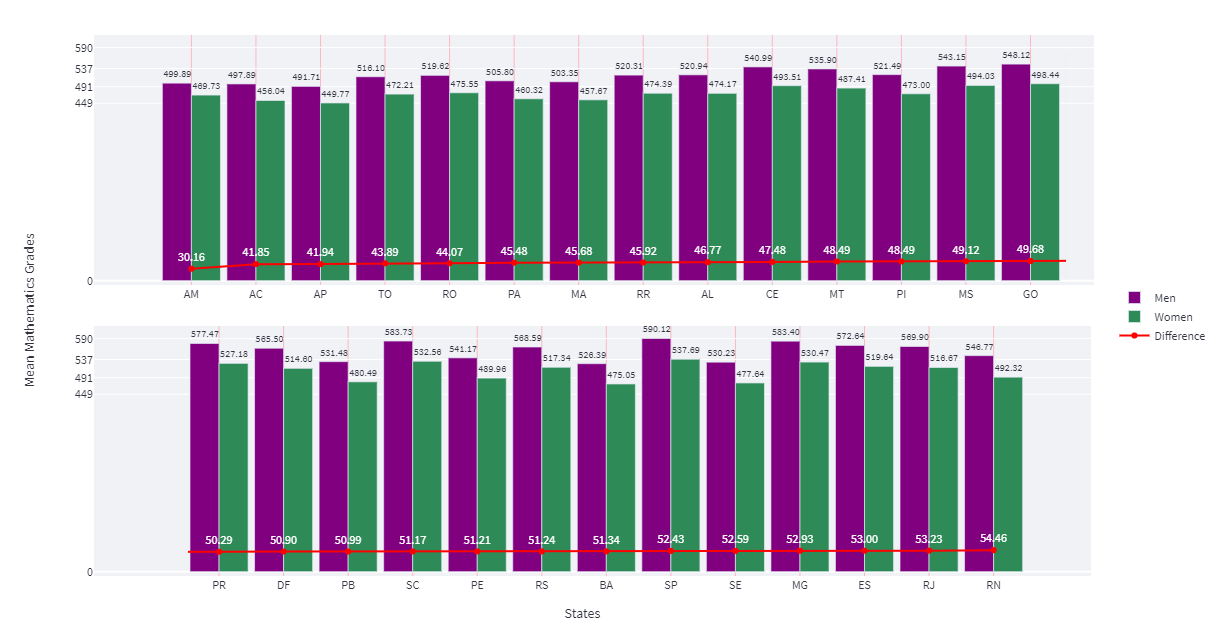 590
537
491
449
0
499.89 469.73 497.89 456.04 491.71 449.77 516.10 472.21 519.62 475.55 505.80 460.32 503.35 457.67 520.31 474.39 520.94 474.17 540.99 493.51 535.90 487.41 521.49 473.00 543.15 494.03 548.12 498.44
30.16 41.85 41.94 43.89 44.07 45.48 45.68 45.92 46.77 47.48 48.49 48.49 49.12 49.68
AM AC AP TO RO PA MA RR AL CE MT PI MS GO
Mean Mathematics Grades
Men
Women
Difference
590
537
491
449
0
577.47 527.18 565.50 514.60 531.48 480.49 583.73 532.56 541.17 489.96 568.59 517.34 526.39 475.05 590.12 537.69 530.23 477.64 583.40 530.47 572.64 519.64 569.90 516.67 546.77 492.32
50.29 50.90 50.99 51.17 51.21 51.24 51.34 52.43 52.59 52.93 53.00 53.23 54.46
PR DF PB SC PE RS BA SP SE MG ES RJ RN
States